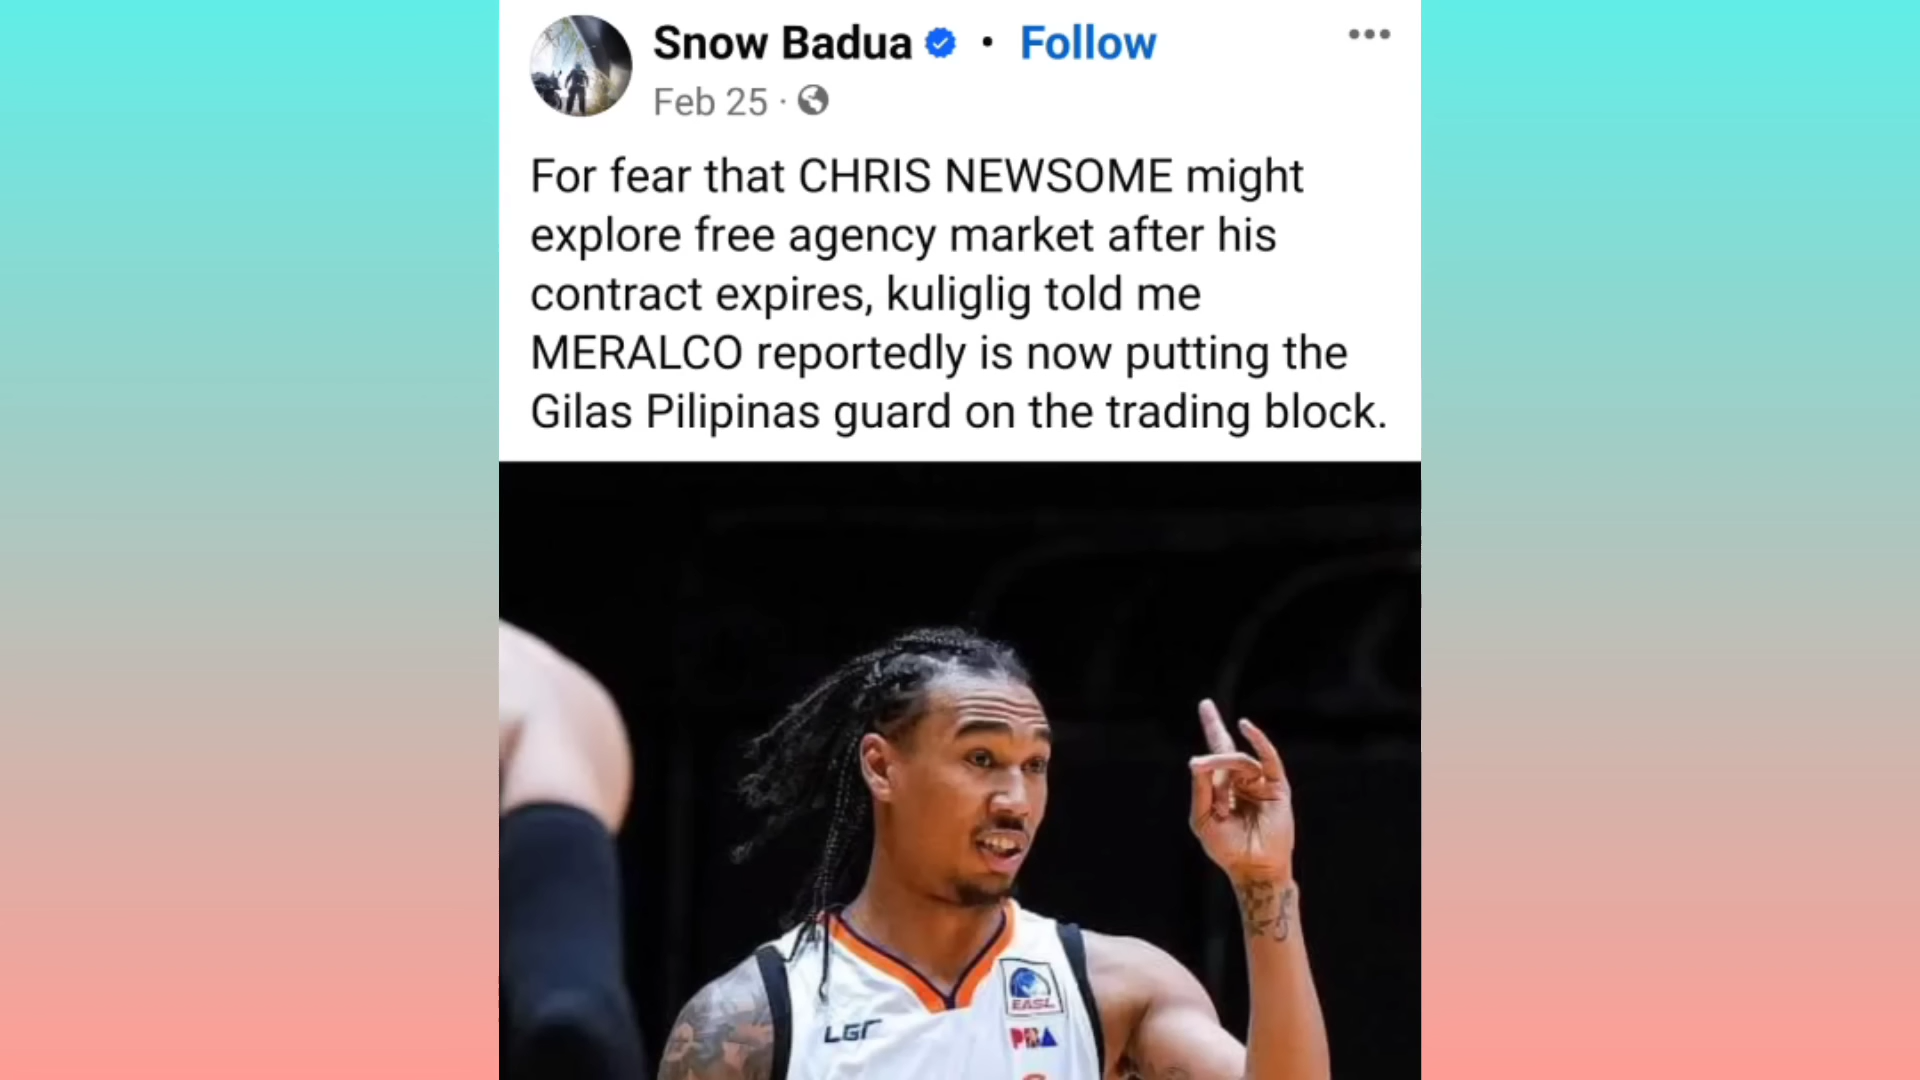 Snow Badua • Follow
Feb 25 ·
For fear that CHRIS NEWSOME might
explore free agency market after his
contract expires, kuliglig told me
MERALCO reportedly is now putting the
Gilas Pilipinas guard on the trading block.
EASL
LGR
PBA